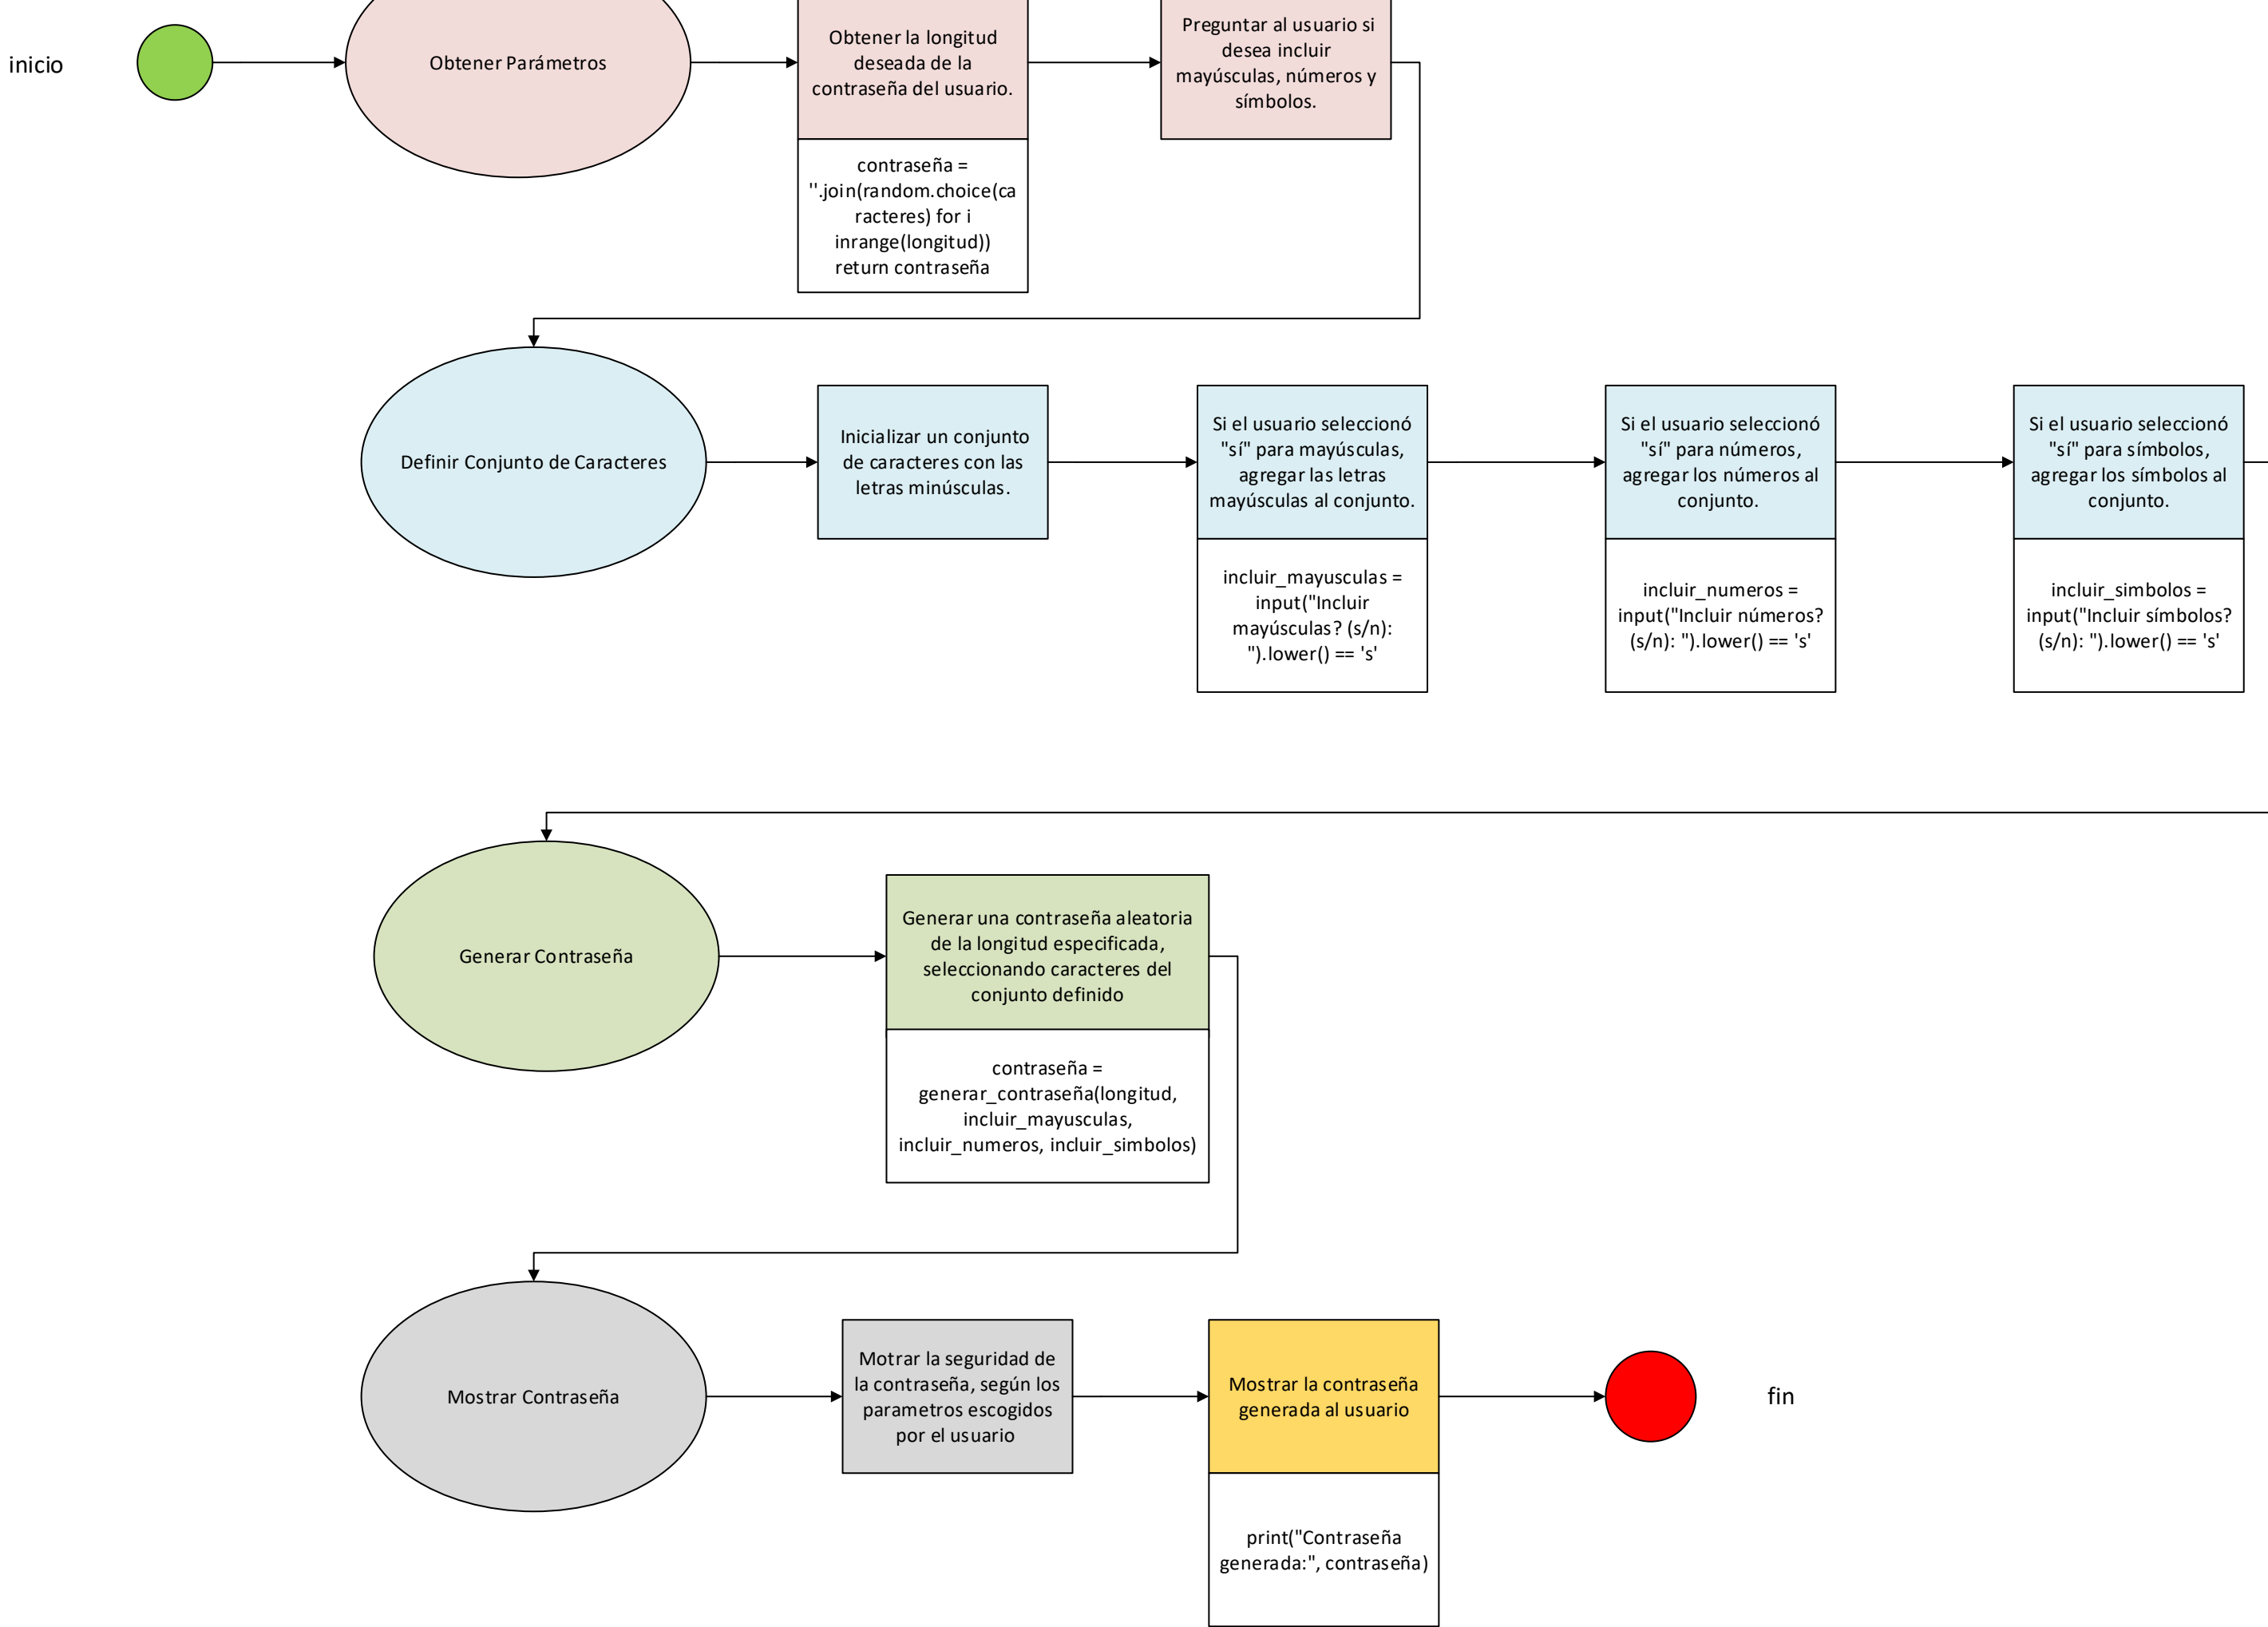 inicio
Obtener Parámetros
Obtener la longitud
deseada de la
contraseña del usuario.
Preguntar al usuario si
desea incluir
mayúsculas, números y
símbolos.
contraseña =
''.join(random.choice(ca
racteres) for i
inrange(longitud))
return contraseña
Definir Conjunto de Caracteres
Inicializar un conjunto
de caracteres con las
letras minúsculas.
Si el usuario seleccionó
"sí" para mayúsculas,
agregar las letras
mayúsculas al conjunto.
Si el usuario seleccionó
"sí" para números,
agregar los números al
conjunto.
Si el usuario seleccionó
"sí" para símbolos,
agregar los símbolos al
conjunto.
incluir_mayusculas =
input("Incluir
mayúsculas? (s/n):
").lower() == 's'
incluir_numeros =
input("Incluir números?
(s/n): ").lower() == 's'
incluir_simbolos =
input("Incluir símbolos?
(s/n): ").lower() == 's'
Generar Contraseña
Generar una contraseña aleatoria
de la longitud especificada,
seleccionando caracteres del
conjunto definido
contraseña =
generar_contraseña(longitud,
incluir_mayusculas,
incluir_numeros, incluir_simbolos)
Mostrar Contraseña
Motrar la seguridad de
la contraseña, según los
parametros escogidos
por el usuario
Mostrar la contraseña
generada al usuario
fin
print("Contraseña
generada:", contraseña)